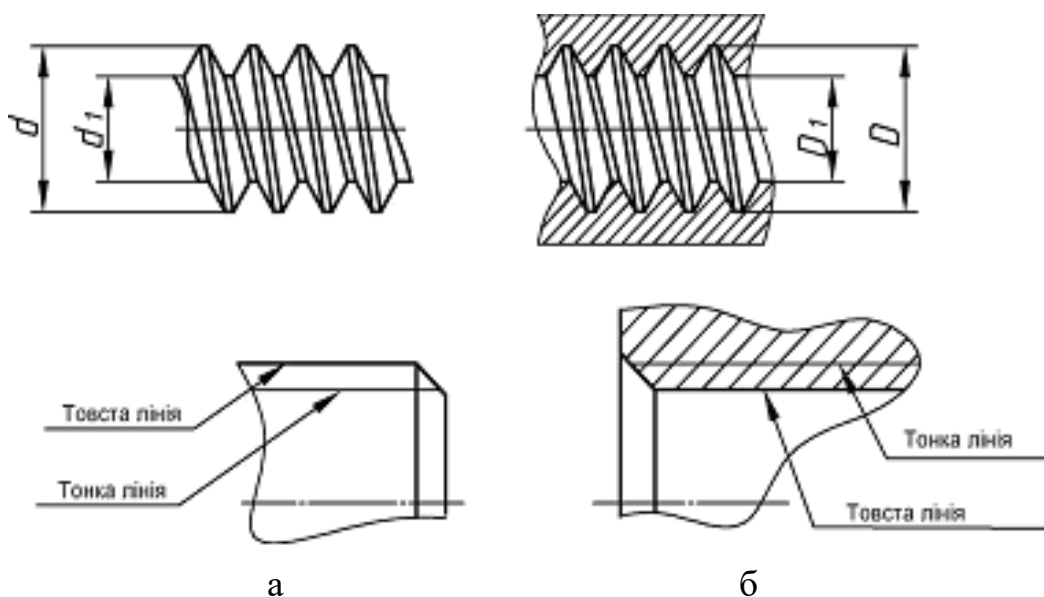 d
d1
D1
D
Товста лінія
Тонка лінія
Тонка лінія
Товста лінія
а
б